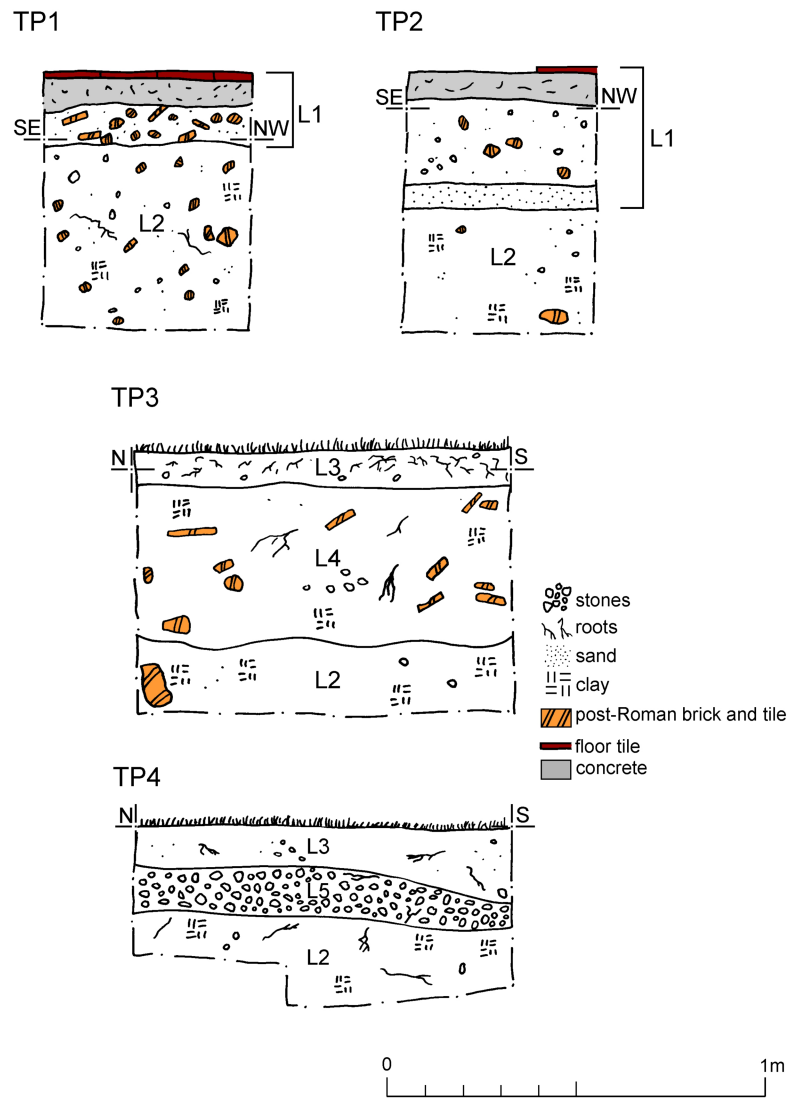 TP1
TP2
SE
NW
L1
L2
SE
NW
L1
L2
TP3
N
S
L3
L4
L2
stones
roots
sand
clay
post-Roman brick and tile
floor tile
concrete
TP4
N
S
L3
L5
L2
0
1m